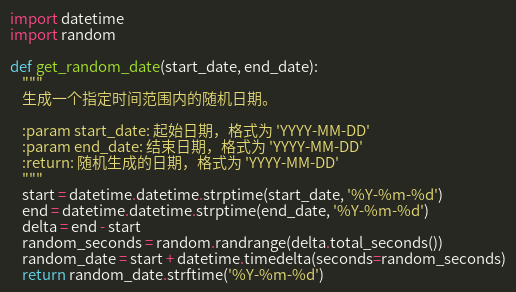 import datetime
import random

def get_random_date(start_date, end_date):
    """
    生成一个指定时间范围内的随机日期。

    :param start_date: 起始日期，格式为 'YYYY-MM-DD'
    :param end_date: 结束日期，格式为 'YYYY-MM-DD'
    :return: 随机生成的日期，格式为 'YYYY-MM-DD'
    """
    start = datetime.datetime.strptime(start_date, '%Y-%m-%d')
    end = datetime.datetime.strptime(end_date, '%Y-%m-%d')
    delta = end - start
    random_seconds = random.randrange(delta.total_seconds())
    random_date = start + datetime.timedelta(seconds=random_seconds)
    return random_date.strftime('%Y-%m-%d')